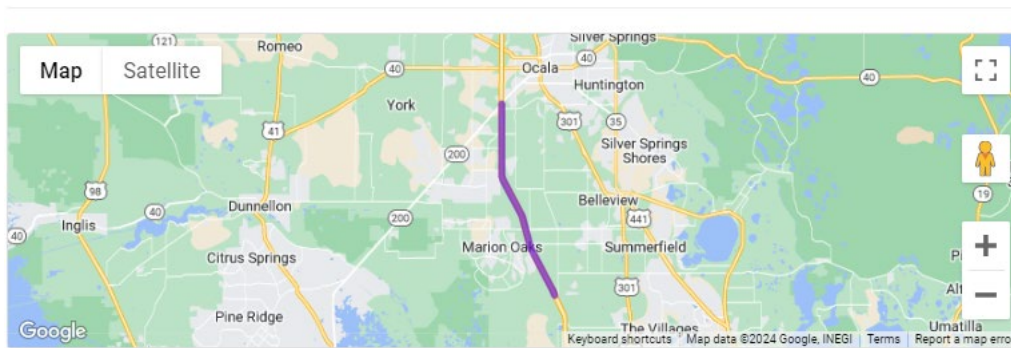 Map
Satellite
121
Romeo
Silver Springs
40
40
Ocala
40
York
Huntington
41
301
35
200
Silver Springs
Shores
98
19
Dunnellon
40
Belleview
Inglis
200
441
40
Marion Oaks
Summerfield
Citrus Springs
301
Pine Ridge
The Villages
Umatilla
Google
Keyboard shortcuts
Map data ©2024 Google, INEGI
Terms
Report a map erro